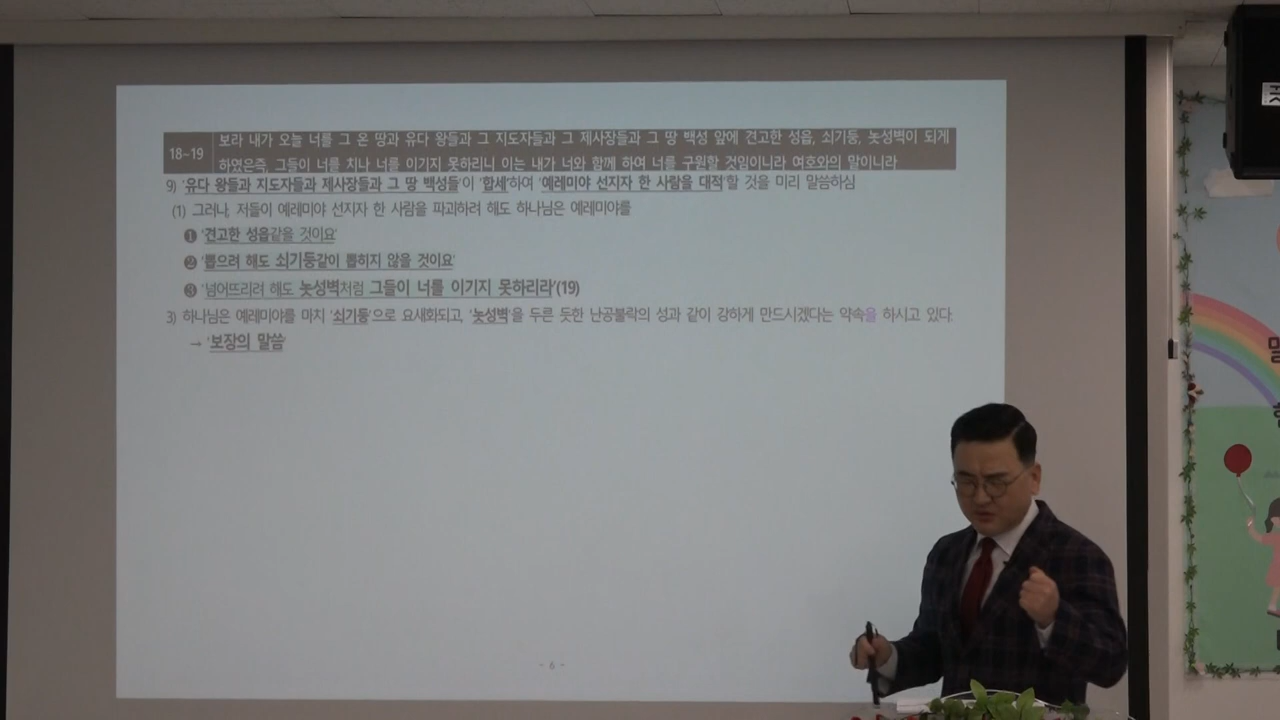 18~19
보라 내가 오늘 너를 그 온 땅과 유다 왕들과 그 지도자들과 그 제사장들과 그 땅 백성 앞에 견고한 성읍, 쇠기둥, 놋성벽이 되게
하였은즉, 그들이 너를 치나 너를 이기지 못하리니 이는 내가 너와 함께 하여 너를 구원할 것임이니라 여호와의 말이니라
9) '유다 왕들과 지도자들과 제사장들과 그 땅 백성들'이 '합세'하여 '예레미야 선지자 한 사람을 대적'할 것을 미리 말씀하심
(1) 그러나, 저들이 예레미야 선지자 한 사람을 파괴하려 해도 하나님은 예레미야를
❶ '견고한 성읍같을 것이요'
❷ '뽑으려 해도 쇠기둥같이 뽑히지 않을 것이요'
❸ '넘어뜨리려 해도 놋성벽처럼 그들이 너를 이기지 못하리라'(19)
3) 하나님은 예레미야를 마치 '쇠기둥'으로 요새화되고, '놋성벽'을 두른 듯한 난공불락의 성과 같이 강하게 만드시겠다는 약속을 하시고 있다.
→ '보장의 말씀'
- 6 -